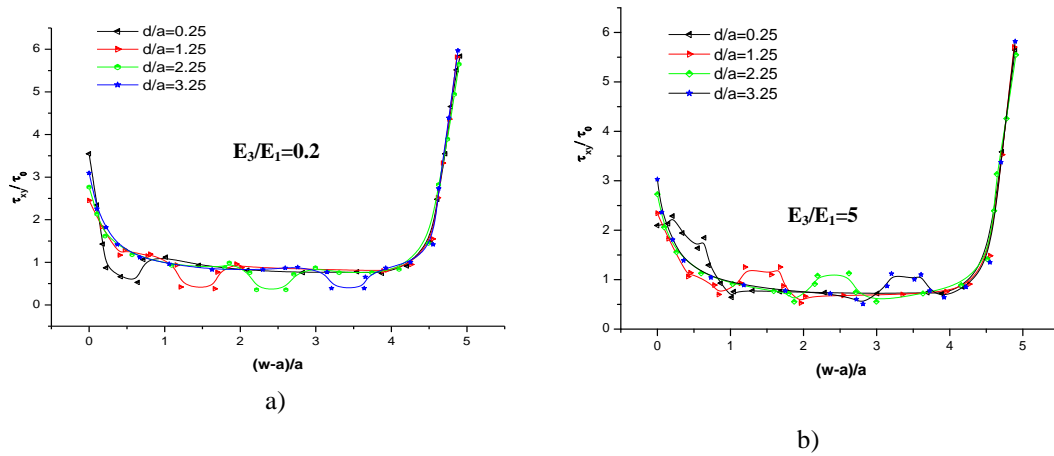 d/a=0.25
d/a=1.25
d/a=2.25
d/a=3.25
E3/E1=0.2
τxy/τ0
6
5
4
3
2
1
0
0 1 2 3 4 5
(w-a)/a
a)
d/a=0.25
d/a=1.25
d/a=2.25
d/a=3.25
E3/E1=5
τxy/τ0
6
5
4
3
2
1
0
0 1 2 3 4 5
(w-a)/a
b)